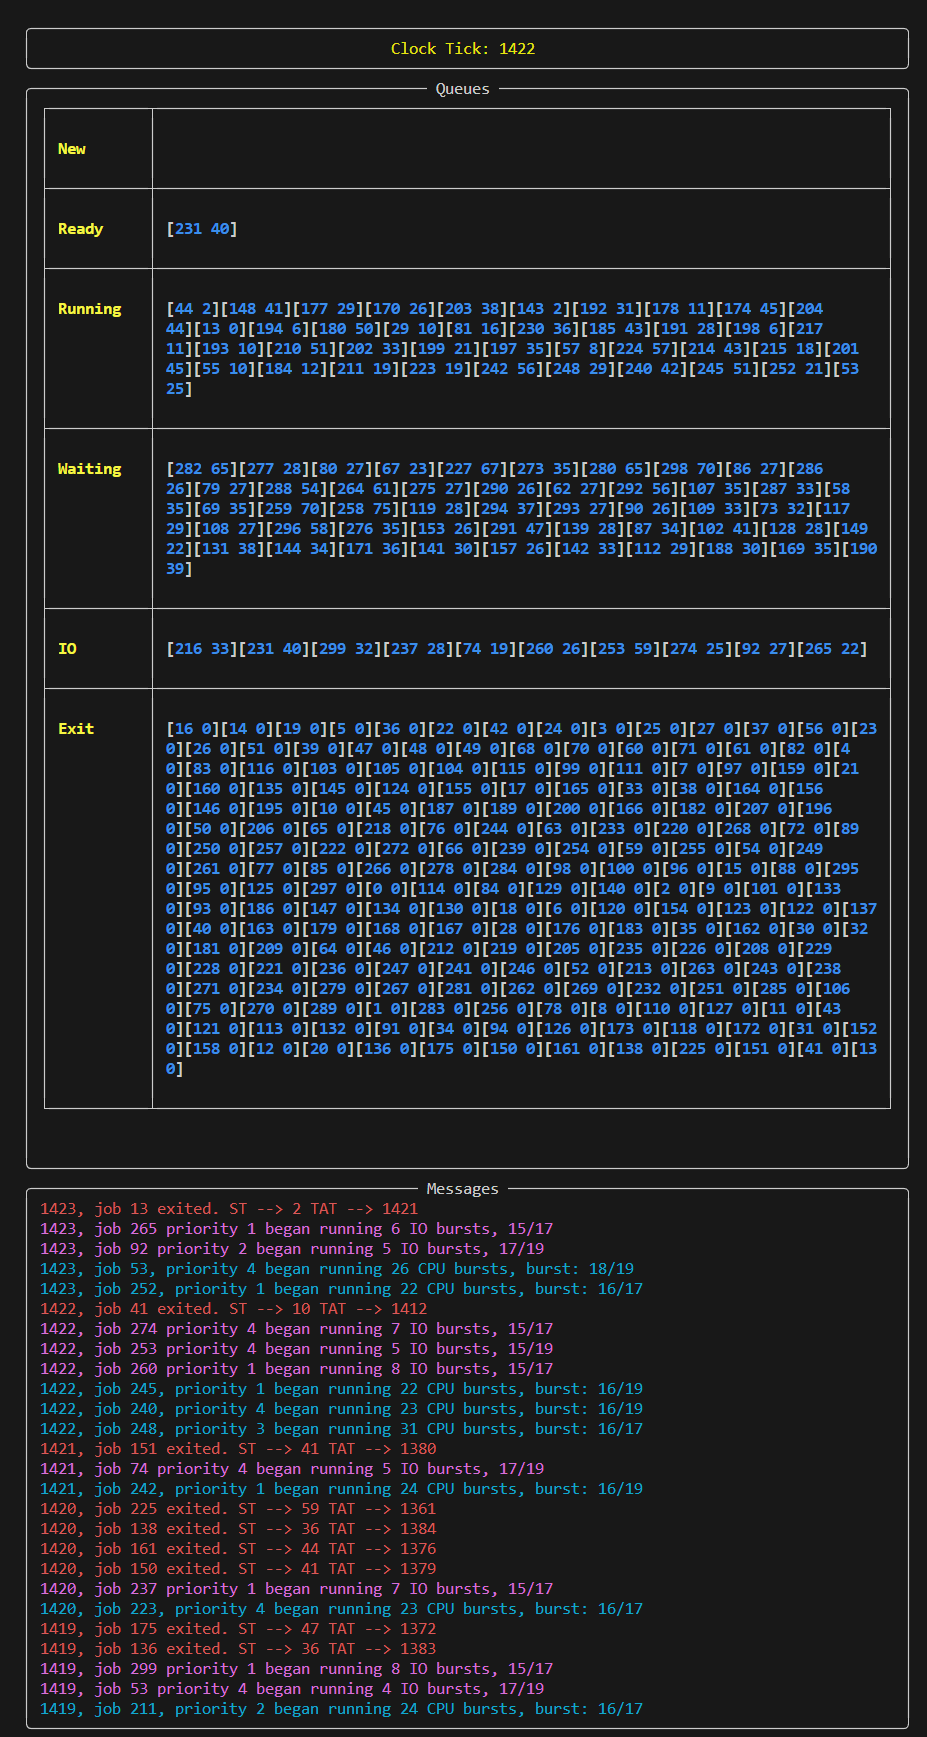 Clock Tick: 1422
Queues
New
Ready [231 40]
Running [44 2][148 41][177 29][170 26][203 38][143 2][192 31][178 11][174 45][204
44][13 0][194 6][180 50][29 10][81 16][230 36][185 43][191 28][198 6][217
11][193 10][210 51][202 33][199 21][197 35][57 8][224 57][214 43][215 18][201
45][55 10][184 12][211 19][223 19][242 56][248 29][240 42][245 51][252 21][53
25]
Waiting [282 65][277 28][80 27][67 23][227 67][273 35][280 65][298 70][86 27][286
26][79 27][288 54][264 61][275 27][290 26][62 27][292 56][107 35][287 33][58
35][69 35][259 70][258 75][119 28][294 37][293 27][90 26][109 33][73 32][117
29][108 27][296 58][276 35][153 26][291 47][139 28][87 34][102 41][128 28][149
22][131 38][144 34][171 36][141 30][157 26][142 33][112 29][188 30][169 35][190
39]
IO [216 33][231 40][299 32][237 28][74 19][260 26][253 59][274 25][92 27][265 22]
Exit [16 0][14 0][19 0][5 0][36 0][22 0][42 0][24 0][3 0][25 0][27 0][37 0][56 0][23
0][26 0][51 0][39 0][47 0][48 0][49 0][68 0][70 0][60 0][71 0][61 0][82 0][4
0][83 0][116 0][103 0][105 0][104 0][115 0][99 0][111 0][7 0][97 0][159 0][21
0][160 0][135 0][145 0][124 0][155 0][17 0][165 0][33 0][38 0][164 0][156
0][146 0][195 0][10 0][45 0][187 0][189 0][200 0][166 0][182 0][207 0][196
0][50 0][206 0][65 0][218 0][76 0][244 0][63 0][233 0][220 0][268 0][72 0][89
0][250 0][257 0][222 0][272 0][66 0][239 0][254 0][59 0][255 0][54 0][249
0][261 0][77 0][85 0][266 0][278 0][284 0][98 0][100 0][96 0][15 0][88 0][295
0][95 0][125 0][297 0][0 0][114 0][84 0][129 0][140 0][2 0][9 0][101 0][133
0][93 0][186 0][147 0][134 0][130 0][18 0][6 0][120 0][154 0][123 0][122 0][137
0][40 0][163 0][179 0][168 0][167 0][28 0][176 0][183 0][35 0][162 0][30 0][32
0][181 0][209 0][64 0][46 0][212 0][219 0][205 0][235 0][226 0][208 0][229
0][228 0][221 0][236 0][247 0][241 0][246 0][52 0][213 0][263 0][243 0][238
0][271 0][234 0][279 0][267 0][281 0][262 0][269 0][232 0][251 0][285 0][106
0][75 0][270 0][289 0][1 0][283 0][256 0][78 0][8 0][110 0][127 0][11 0][43
0][121 0][113 0][132 0][91 0][34 0][94 0][126 0][173 0][118 0][172 0][31 0][152
0][158 0][12 0][20 0][136 0][175 0][150 0][161 0][138 0][225 0][151 0][41 0][13
0]
Messages
1423, job 13 exited. ST --> 2 TAT --> 1421
1423, job 265 priority 1 began running 6 IO bursts, 15/17
1423, job 92 priority 2 began running 5 IO bursts, 17/19
1423, job 53, priority 4 began running 26 CPU bursts, burst: 18/19
1423, job 252, priority 1 began running 22 CPU bursts, burst: 16/17
1422, job 41 exited. ST --> 10 TAT --> 1412
1422, job 274 priority 4 began running 7 IO bursts, 15/17
1422, job 253 priority 4 began running 5 IO bursts, 15/19
1422, job 260 priority 1 began running 8 IO bursts, 15/17
1422, job 245, priority 1 began running 22 CPU bursts, burst: 16/19
1422, job 240, priority 4 began running 23 CPU bursts, burst: 16/19
1422, job 248, priority 3 began running 31 CPU bursts, burst: 16/17
1421, job 151 exited. ST --> 41 TAT --> 1380
1421, job 74 priority 4 began running 5 IO bursts, 17/19
1421, job 242, priority 1 began running 24 CPU bursts, burst: 16/19
1420, job 225 exited. ST --> 59 TAT --> 1361
1420, job 138 exited. ST --> 36 TAT --> 1384
1420, job 161 exited. ST --> 44 TAT --> 1376
1420, job 150 exited. ST --> 41 TAT --> 1379
1420, job 237 priority 1 began running 7 IO bursts, 15/17
1420, job 223, priority 4 began running 23 CPU bursts, burst: 16/17
1419, job 175 exited. ST --> 47 TAT --> 1372
1419, job 136 exited. ST --> 36 TAT --> 1383
1419, job 299 priority 1 began running 8 IO bursts, 15/17
1419, job 53 priority 4 began running 4 IO bursts, 17/19
1419, job 211, priority 2 began running 24 CPU bursts, burst: 16/17